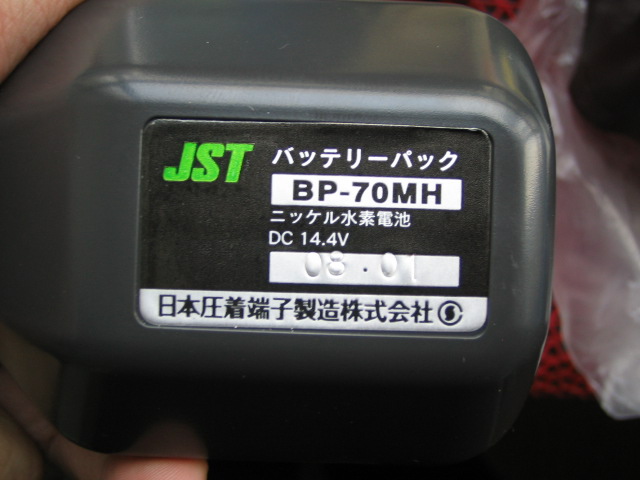 JST バッテリーパック
BP-70MH
ニッケル水素電池
DC 14.4V
08.01
日本圧着端子製造株式会社